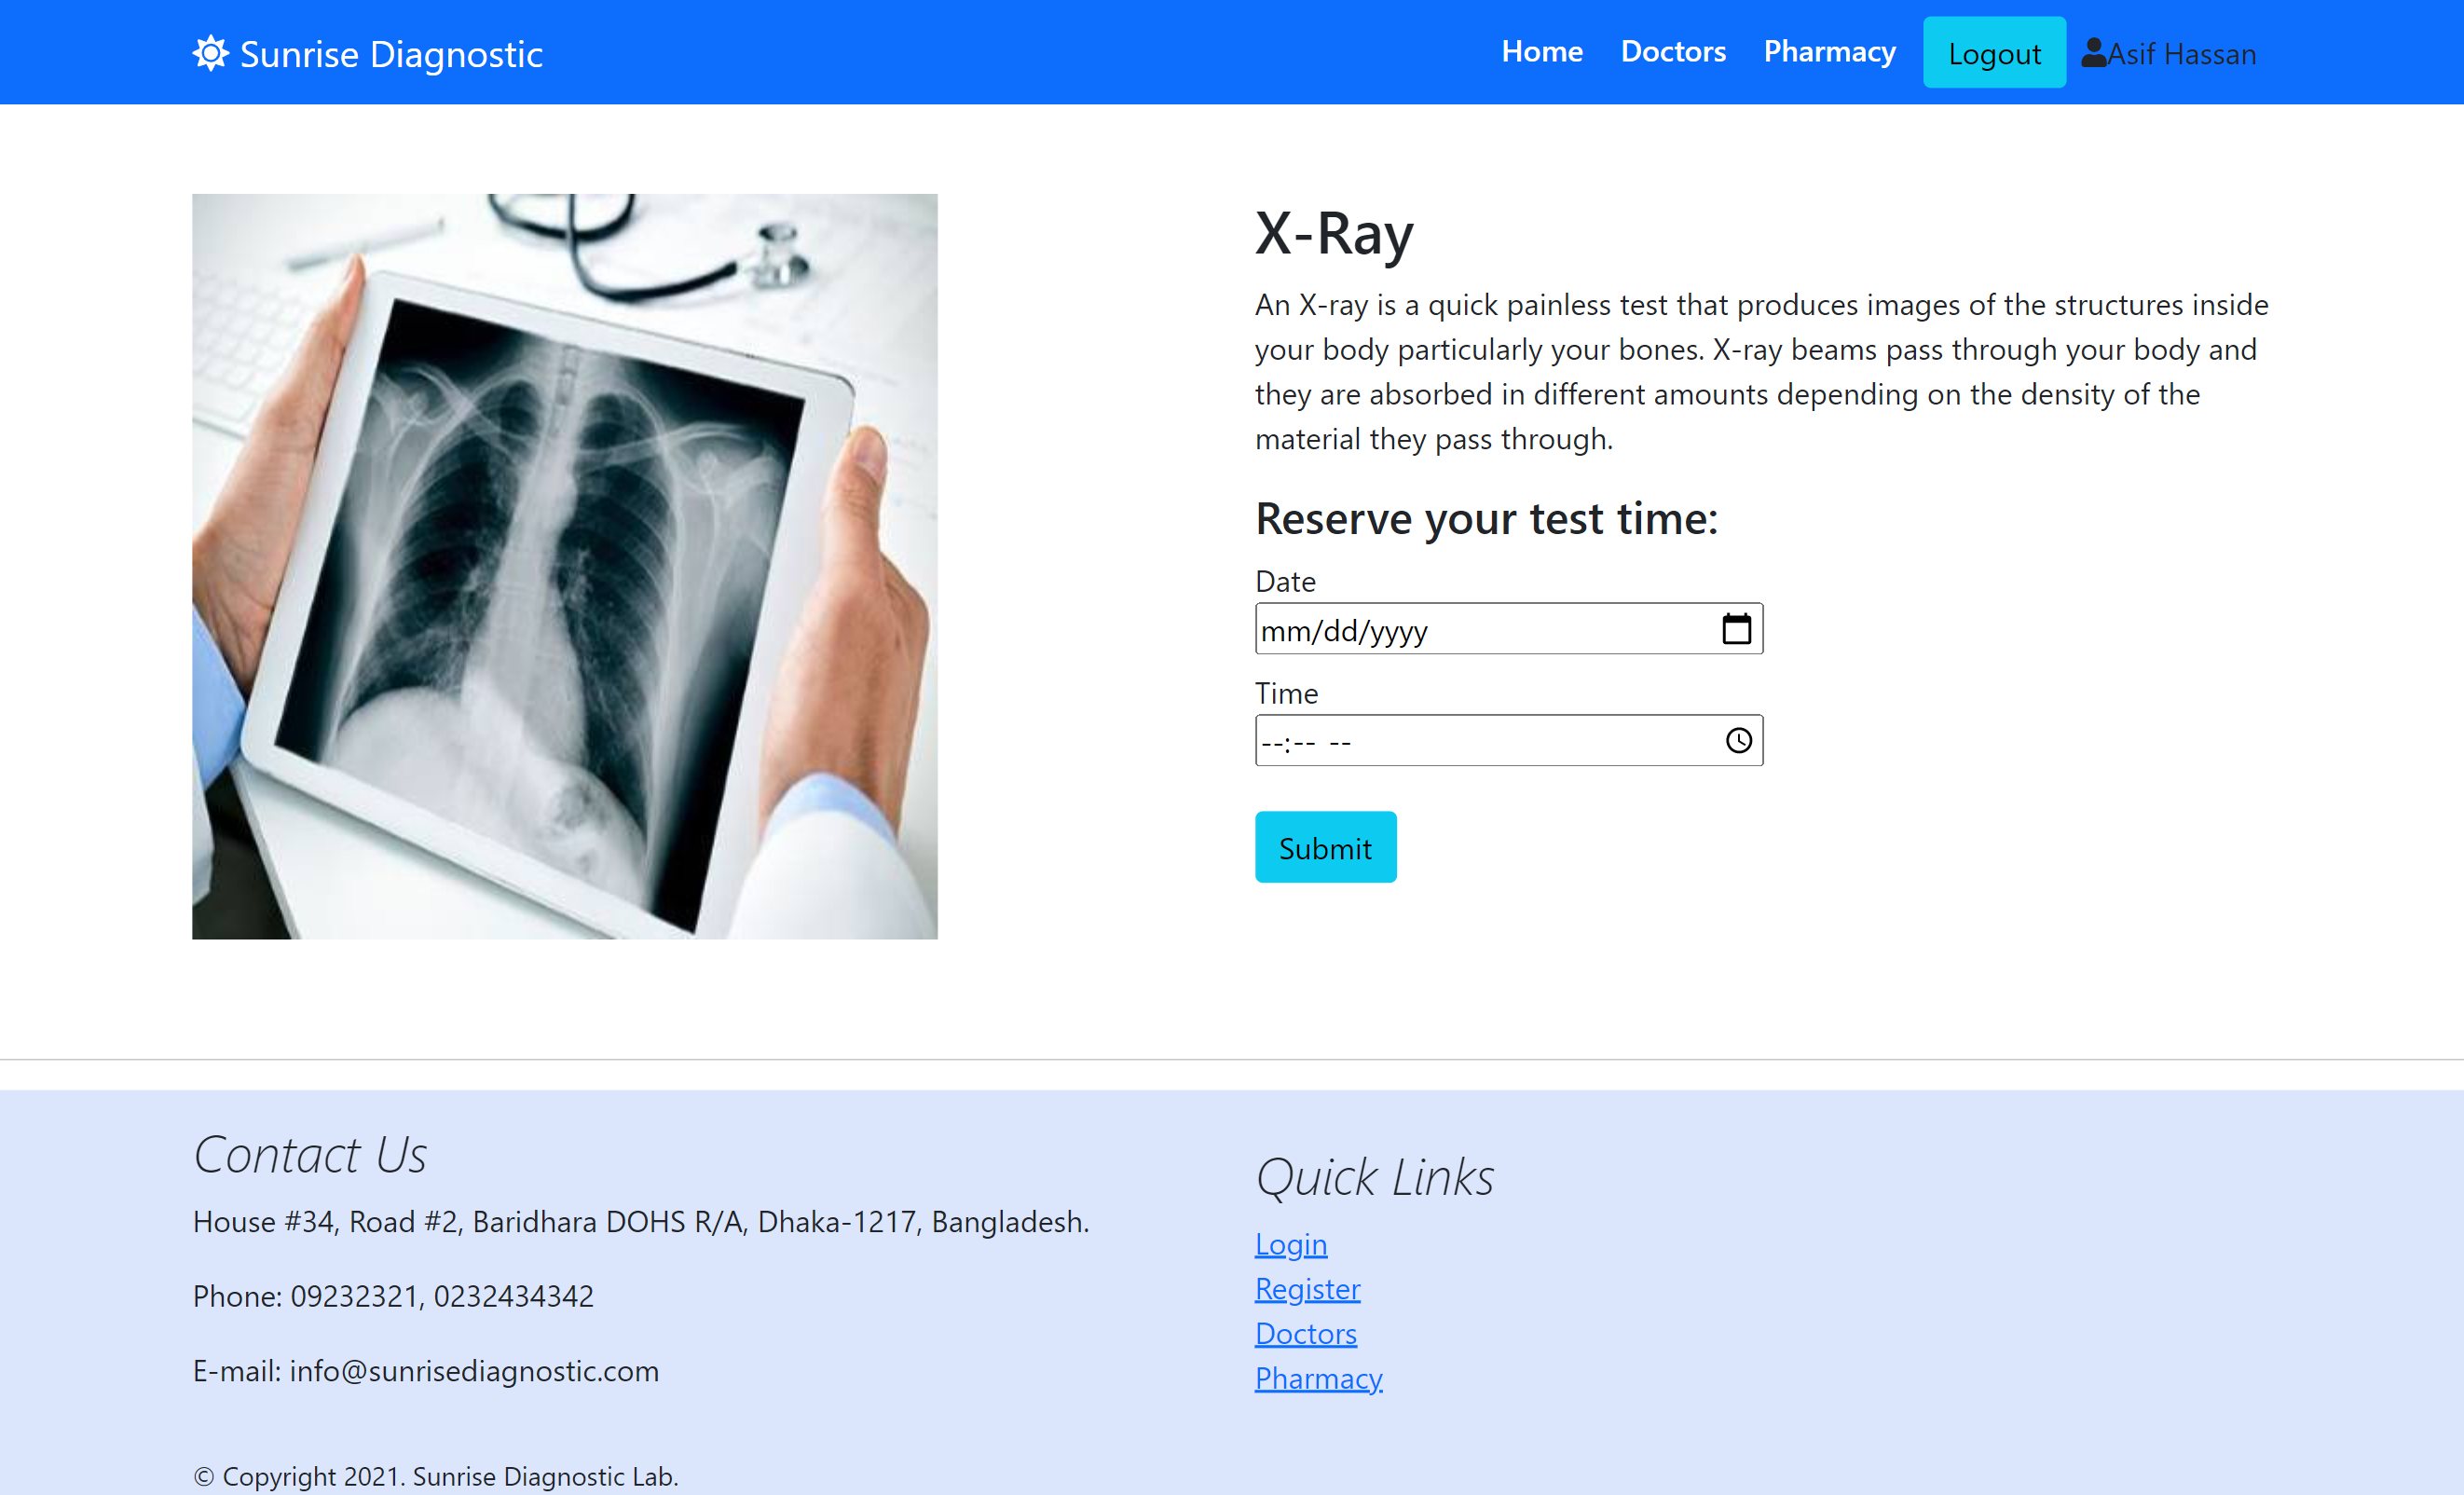 Sunrise Diagnostic
Home Doctors Pharmacy Logout Asif Hassan
X-Ray
An X-ray is a quick painless test that produces images of the structures inside
your body particularly your bones. X-ray beams pass through your body and
they are absorbed in different amounts depending on the density of the
material they pass through.
Reserve your test time:
Date
mm/dd/yyyy
Time
--:-- --
Submit
Contact Us
House #34, Road #2, Baridhara DOHS R/A, Dhaka-1217, Bangladesh.
Phone: 09232321, 0232434342
E-mail: info@sunrisediagnostic.com
© Copyright 2021. Sunrise Diagnostic Lab.
Quick Links
Login
Register
Doctors
Pharmacy